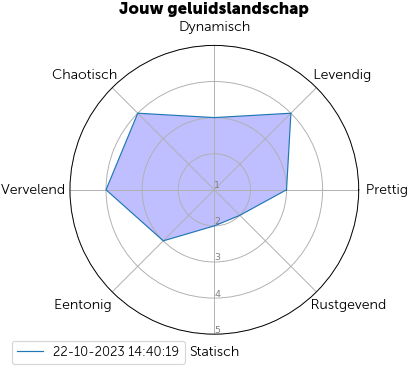 Jouw geluidslandschap
Dynamisch
Chaotisch
Levendig
Vervelend
1
Prettig
2
3
4
Eentonig
Rustgevend
5
22-10-2023 14:40:19
Statisch